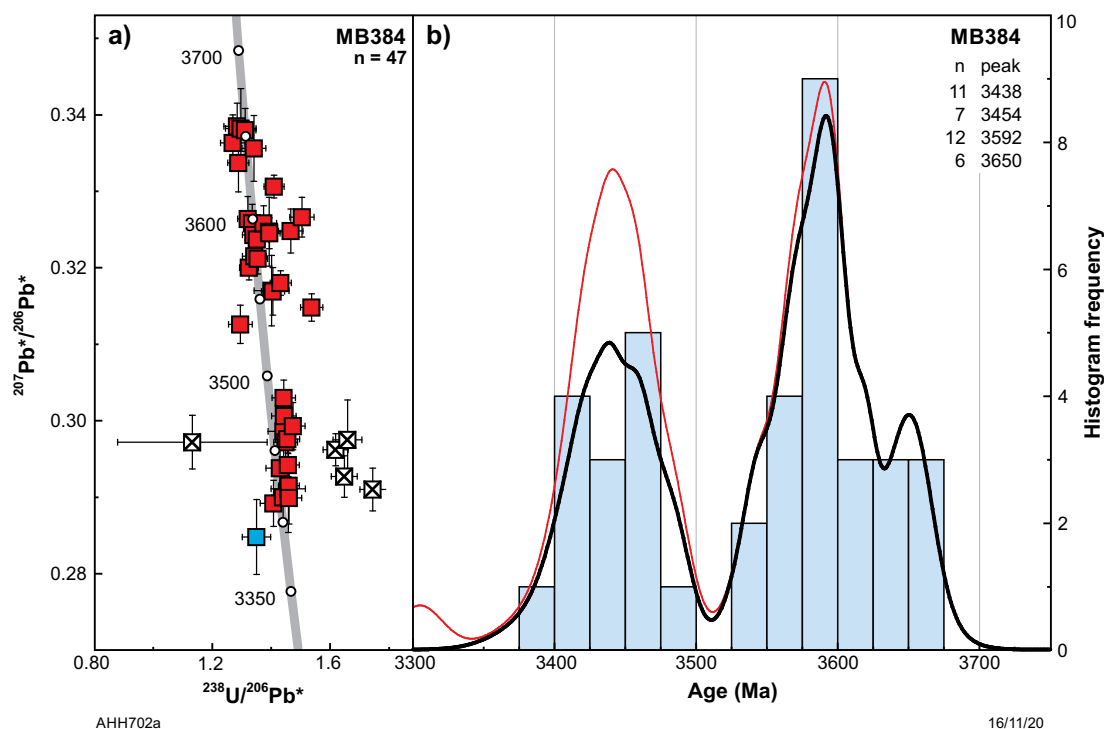 a)
MB384
n = 47
3700
3600
3500
3350
0.34
0.32
0.30
0.28
²⁰⁷Pb*/²⁰⁶Pb*
0.80
1.2
1.6
²³⁸U/²⁰⁶Pb*
b)
MB384
n peak
11 3438
7 3454
12 3592
6 3650
10
8
6
4
2
0
Histogram frequency
3300
3400
3500
3600
3700
Age (Ma)
AHH702a
16/11/20